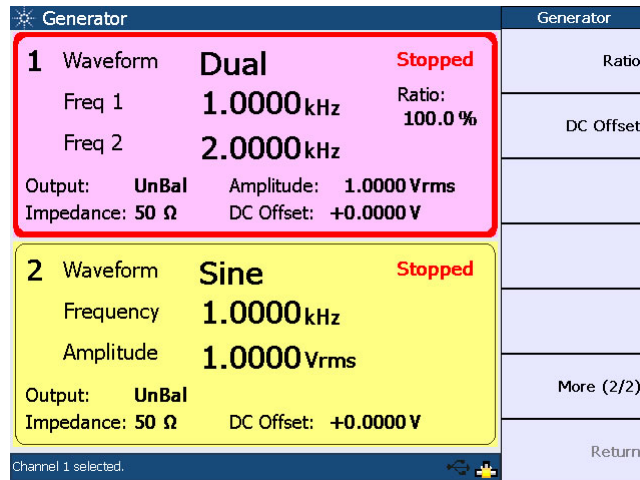 Generator
1 Waveform Dual Stopped
Freq 1 1.0000 kHz Ratio:
100.0 %
Freq 2 2.0000 kHz
Output: UnBal Amplitude: 1.0000 Vrms
Impedance: 50 Ω DC Offset: +0.0000 V
2 Waveform Sine Stopped
Frequency 1.0000 kHz
Amplitude 1.0000 Vrms
Output: UnBal
Impedance: 50 Ω DC Offset: +0.0000 V
Channel 1 selected.
Generator
Ratio
DC Offset
More (2/2)
Return